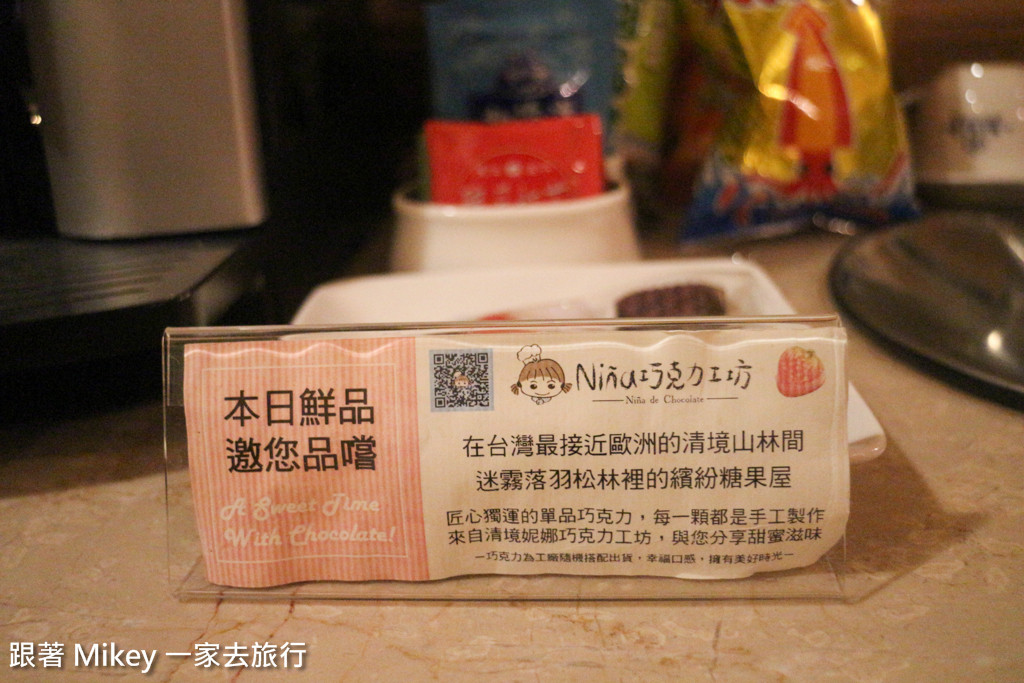 本日鮮品
邀您品嚐
A Sweet Time
With Chocolate!
Niña巧克力工坊
Niña de Chocolate
在台灣最接近歐洲的清境山林間
迷霧落羽松林裡的繽紛糖果屋
匠心獨運的單品巧克力，每一顆都是手工製作
來自清境妮娜巧克力工坊，與您分享甜蜜滋味
－巧克力為工廠隨機搭配出貨，幸福口感，擁有美好時光－
跟著 Mikey 一家去旅行